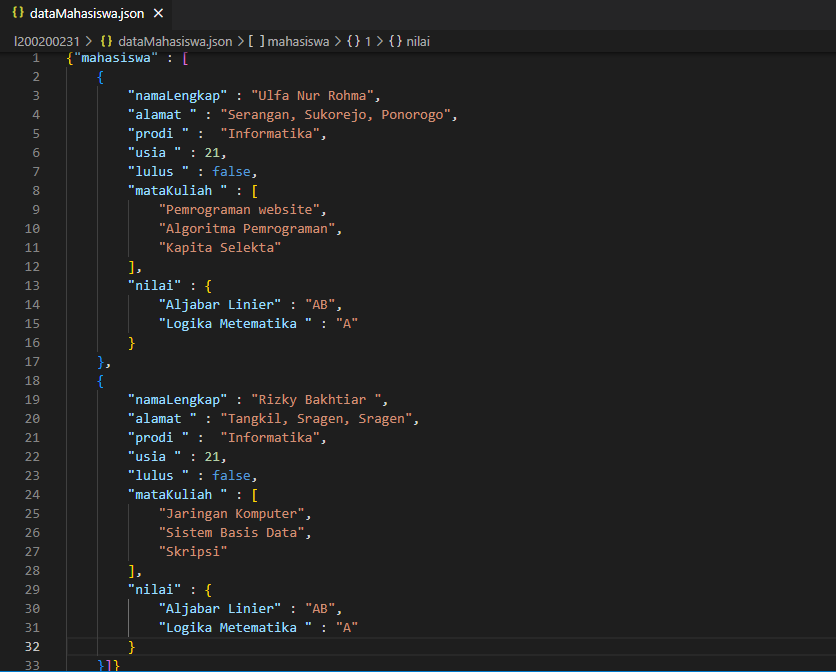 {} dataMahasiswa.json ×
l200200231 > {} dataMahasiswa.json > [ ] mahasiswa > {} 1 > {} nilai
1 {"mahasiswa" : [
2 {
3 "namaLengkap" : "Ulfa Nur Rohma",
4 "alamat " : "Serangan, Sukorejo, Ponorogo",
5 "prodi " :  "Informatika",
6 "usia " : 21,
7 "lulus " : false,
8 "mataKuliah " : [
9 "Pemrograman website",
10 "Algoritma Pemrograman",
11 "Kapita Selekta"
12 ],
13 "nilai" : {
14 "Aljabar Linier" : "AB",
15 "Logika Metematika " : "A"
16 }
17 },
18 {
19 "namaLengkap" : "Rizky Bakhtiar ",
20 "alamat " : "Tangkil, Sragen, Sragen",
21 "prodi " :  "Informatika",
22 "usia " : 21,
23 "lulus " : false,
24 "mataKuliah " : [
25 "Jaringan Komputer",
26 "Sistem Basis Data",
27 "Skripsi"
28 ],
29 "nilai" : {
30 "Aljabar Linier" : "AB",
31 "Logika Metematika " : "A"
32 }
33 }]}